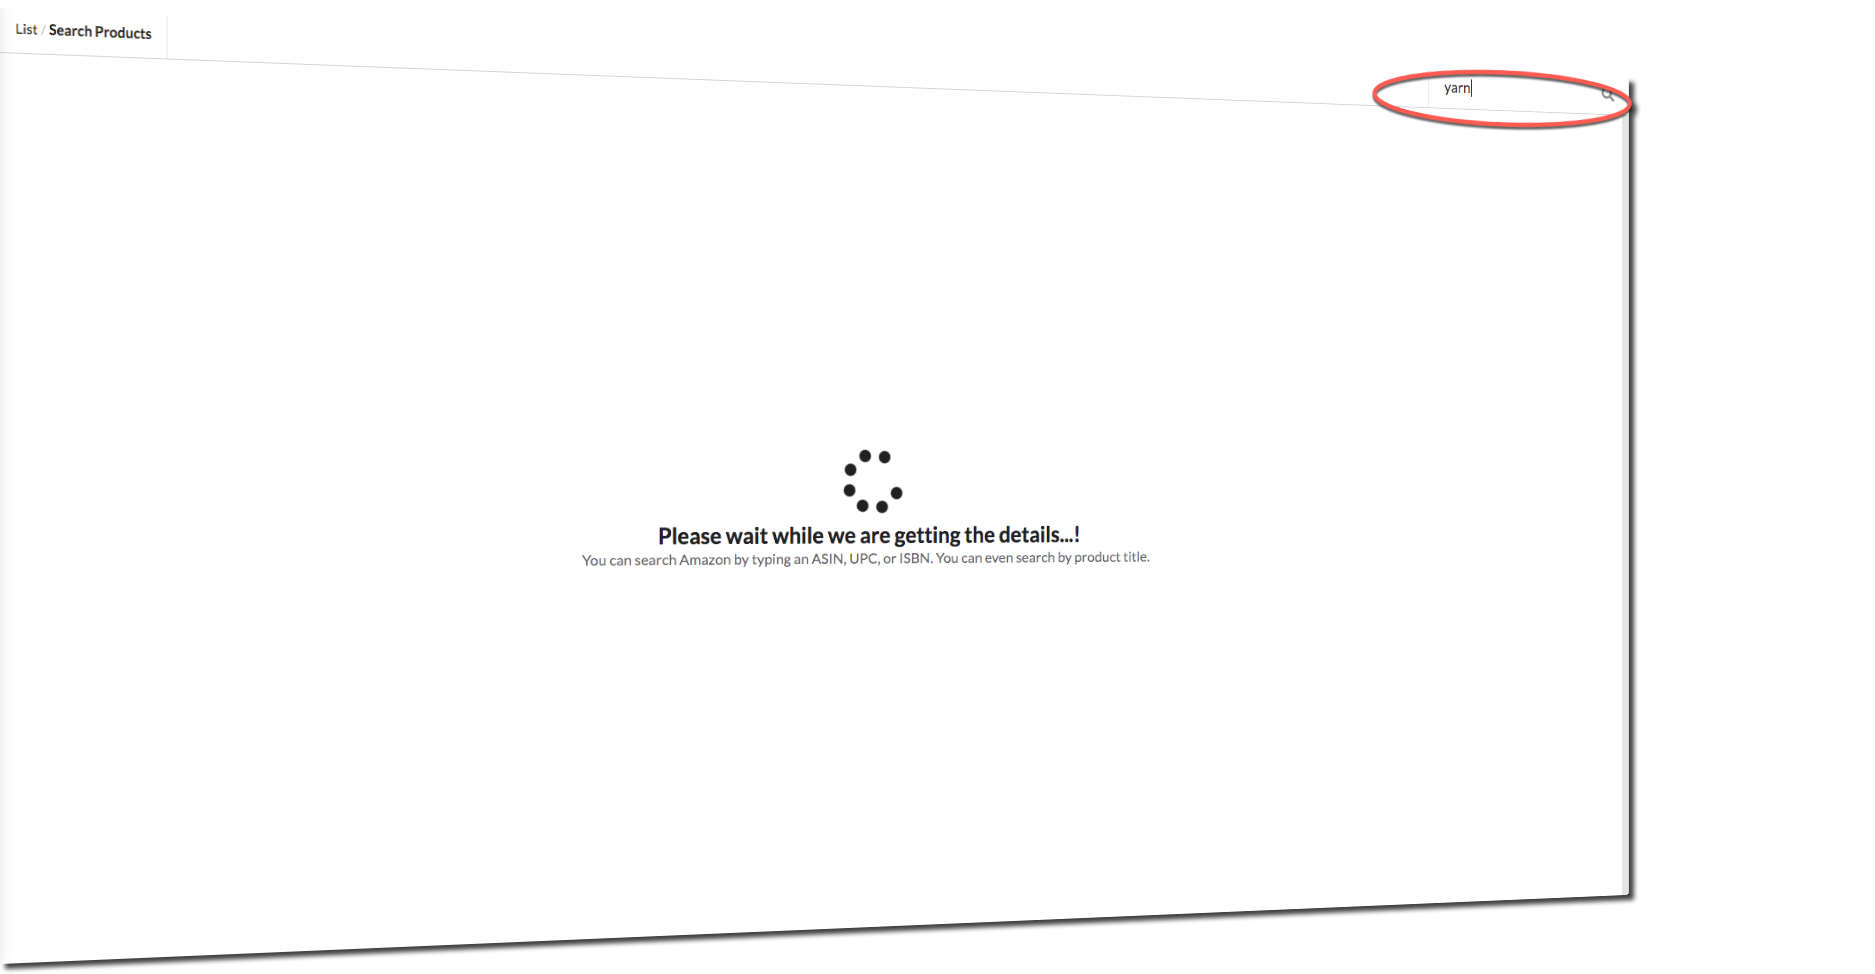 List / Search Products
yarn
Please wait while we are getting the details...!
You can search Amazon by typing an ASIN, UPC, or ISBN. You can even search by product title.